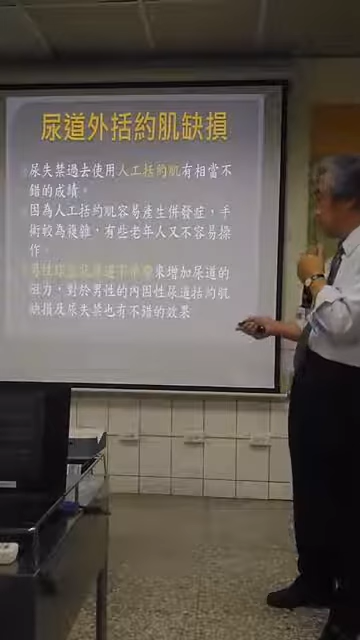 尿道外括約肌缺損
尿失禁過去使用人工括約肌有相當不
錯的成績。
因為人工括約肌容易產生併發症，手
術較為複雜，有些老年人又不容易操
作。
來增加尿道的
阻力，對於男性的內因性尿道括約肌
缺損及尿失禁也有不錯的效果